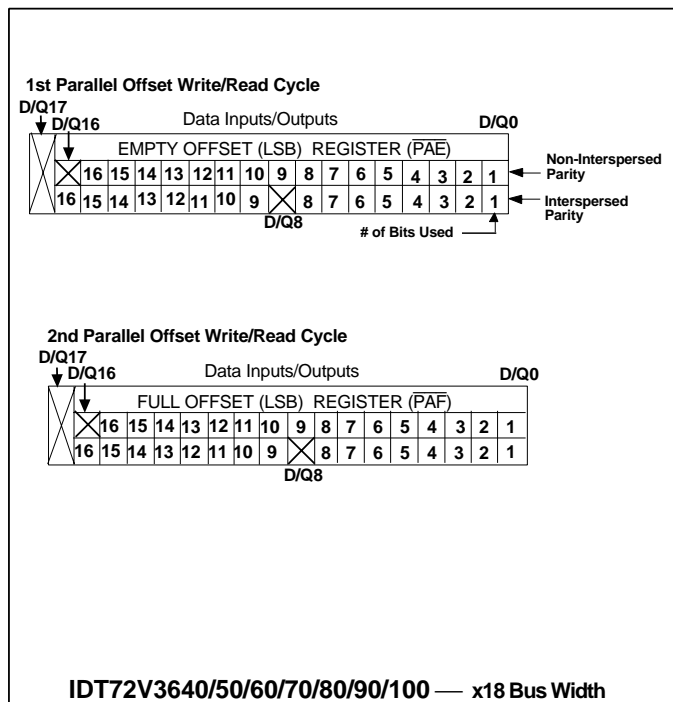 1st Parallel Offset Write/Read Cycle
D/Q17
D/Q16
Data Inputs/Outputs
D/Q0
EMPTY OFFSET (LSB) REGISTER (PAE)
16 15 14 13 12 11 10 9 8 7 6 5 4 3 2 1
Non-Interspersed
Parity
16 15 14 13 12 11 10 9 8 7 6 5 4 3 2 1
Interspersed
Parity
D/Q8
# of Bits Used
2nd Parallel Offset Write/Read Cycle
D/Q17
D/Q16
Data Inputs/Outputs
D/Q0
FULL OFFSET (LSB) REGISTER (PAF)
16 15 14 13 12 11 10 9 8 7 6 5 4 3 2 1
16 15 14 13 12 11 10 9 8 7 6 5 4 3 2 1
D/Q8
IDT72V3640/50/60/70/80/90/100 — x18 Bus Width